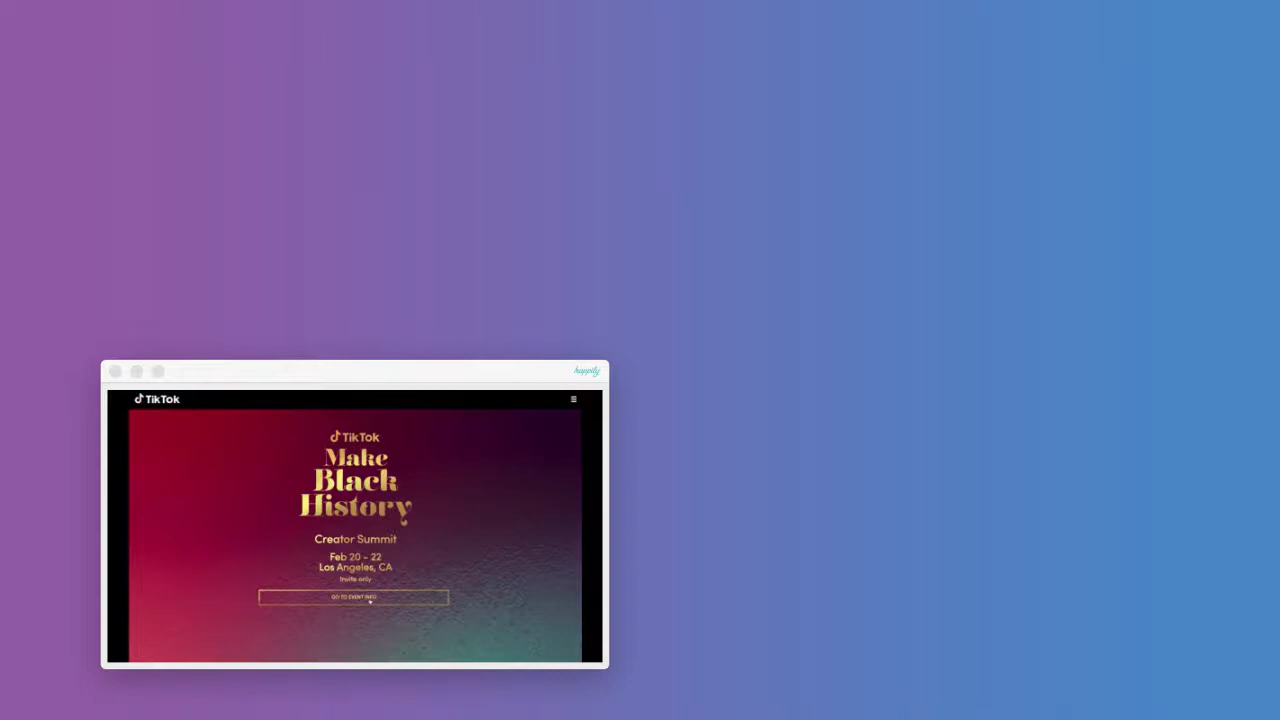 happily
TikTok
TikTok
Make
Black
History
Creator Summit
Feb 20 - 22
Los Angeles, CA
Invite only
GO TO EVENT INFO